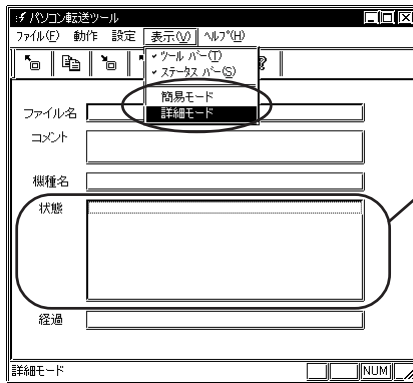 パソコン転送ツール
ファイル(F) 動作 設定 表示(V) ヘルプ(H)
ツール バー(T)
ステータス バー(S)
簡易モード
詳細モード
ファイル名
コメント
機種名
状態
経過
詳細モード NUM